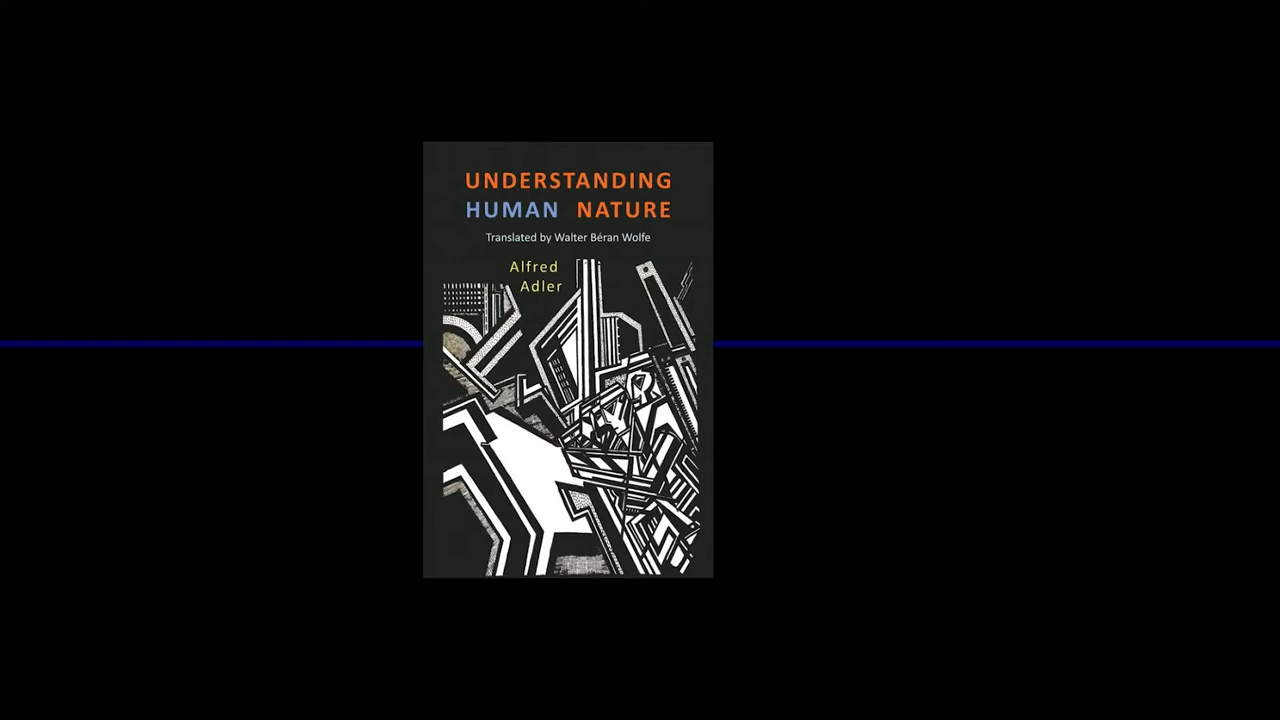 UNDERSTANDING
HUMAN NATURE
Translated by Walter Béran Wolfe
Alfred
Adler